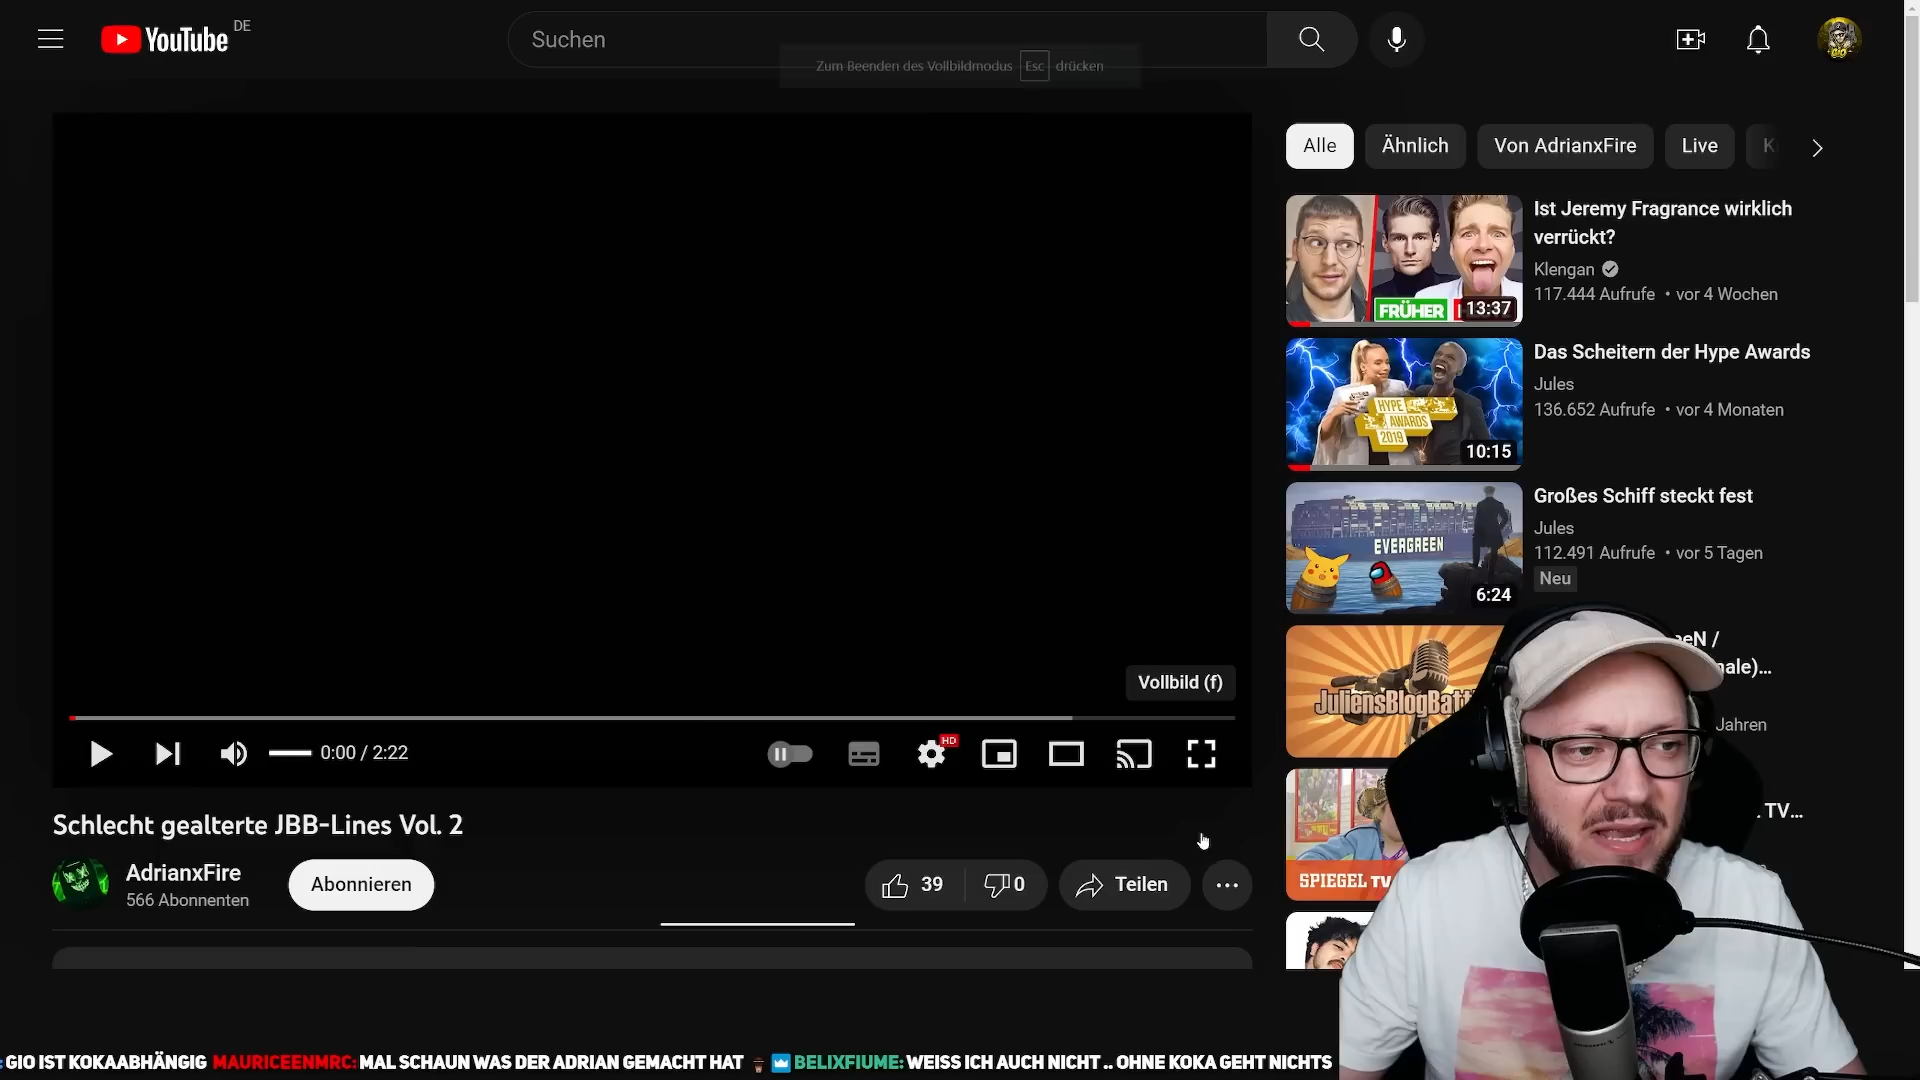 YouTube DE
Suchen
Zum Beenden des Vollbildmodus Esc drücken
Alle
Ähnlich
Von AdrianxFire
Live
Ist Jeremy Fragrance wirklich
verrückt?
Klengan
117.444 Aufrufe • vor 4 Wochen
FRÜHER
13:37
Das Scheitern der Hype Awards
Jules
136.652 Aufrufe • vor 4 Monaten
HYPE
AWARDS
2019
10:15
Großes Schiff steckt fest
Jules
112.491 Aufrufe • vor 5 Tagen
Neu
EVERGREEN
6:24
JuliensBlogBatt
Jahren
TV...
SPIEGEL TV
Vollbild (f)
0:00 / 2:22
HD
Schlecht gealterte JBB-Lines Vol. 2
AdrianxFire
566 Abonnenten
Abonnieren
39
0
Teilen
: GIO IST KOKAABHÄNGIG MAURICEENMRC: MAL SCHAUN WAS DER ADRIAN GEMACHT HAT BELIXFIUME: WEISS ICH AUCH NICHT .. OHNE KOKA GEHT NICHTS